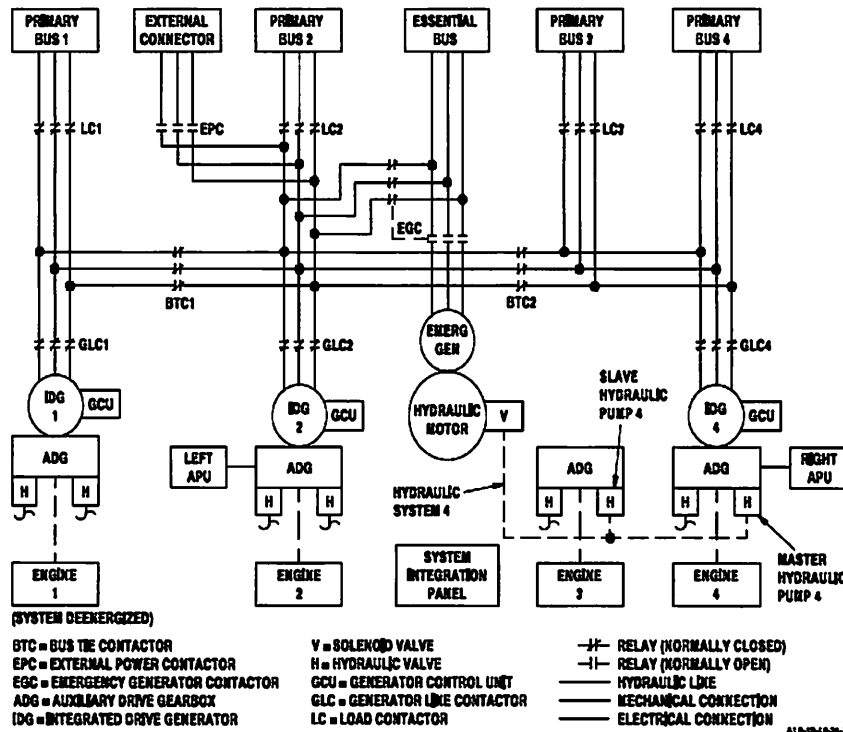 PRIMARY BUS 1
EXTERNAL CONNECTOR
PRIMARY BUS 2
ESSENTIAL BUS
PRIMARY BUS 3
PRIMARY BUS 4
LC1
EPC
LC2
LC3
LC4
EGC
BTC1
BTC2
GLC1
GLC2
EMERG GEN
GLC4
SLAVE HYDRAULIC PUMP 4
IDG 1
GCU
IDG 2
GCU
HYDRAULIC MOTOR
V
IDG 4
GCU
ADG
LEFT APU
ADG
ADG
ADG
RIGHT APU
H
H
H
H
H
H
H
H
HYDRAULIC SYSTEM 4
ENGINE 1
ENGINE 2
SYSTEM INTEGRATION PANEL
ENGINE 3
ENGINE 4
MASTER HYDRAULIC PUMP 4
(SYSTEM DEENERGIZED)
BTC = BUS TIE CONTACTOR
EPC = EXTERNAL POWER CONTACTOR
EGC = EMERGENCY GENERATOR CONTACTOR
ADG = AUXILIARY DRIVE GEARBOX
IDG = INTEGRATED DRIVE GENERATOR
V = SOLENOID VALVE
H = HYDRAULIC VALVE
GCU = GENERATOR CONTROL UNIT
GLC = GENERATOR LINE CONTACTOR
LC = LOAD CONTACTOR
RELAY (NORMALLY CLOSED)
RELAY (NORMALLY OPEN)
HYDRAULIC LINE
MECHANICAL CONNECTION
ELECTRICAL CONNECTION